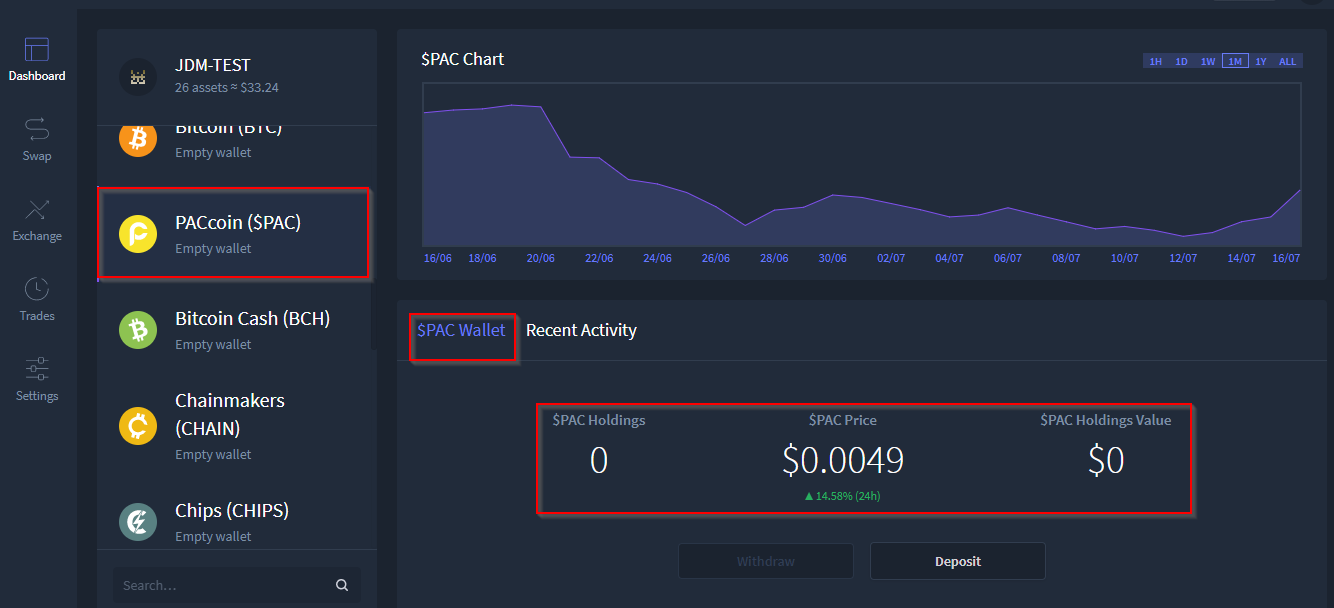 Dashboard
Swap
Exchange
Trades
Settings
JDM-TEST
26 assets ≈ $33.24
Bitcoin (BTC)
Empty wallet
PACcoin ($PAC)
Empty wallet
Bitcoin Cash (BCH)
Empty wallet
Chainmakers
(CHAIN)
Empty wallet
Chips (CHIPS)
Empty wallet
Search...
$PAC Chart
1H 1D 1W 1M 1Y ALL
16/06 18/06 20/06 22/06 24/06 26/06 28/06 30/06 02/07 04/07 06/07 08/07 10/07 12/07 14/07 16/07
$PAC Wallet Recent Activity
$PAC Holdings $PAC Price $PAC Holdings Value
0 $0.0049 $0
▲ 14.58% (24h)
Withdraw Deposit